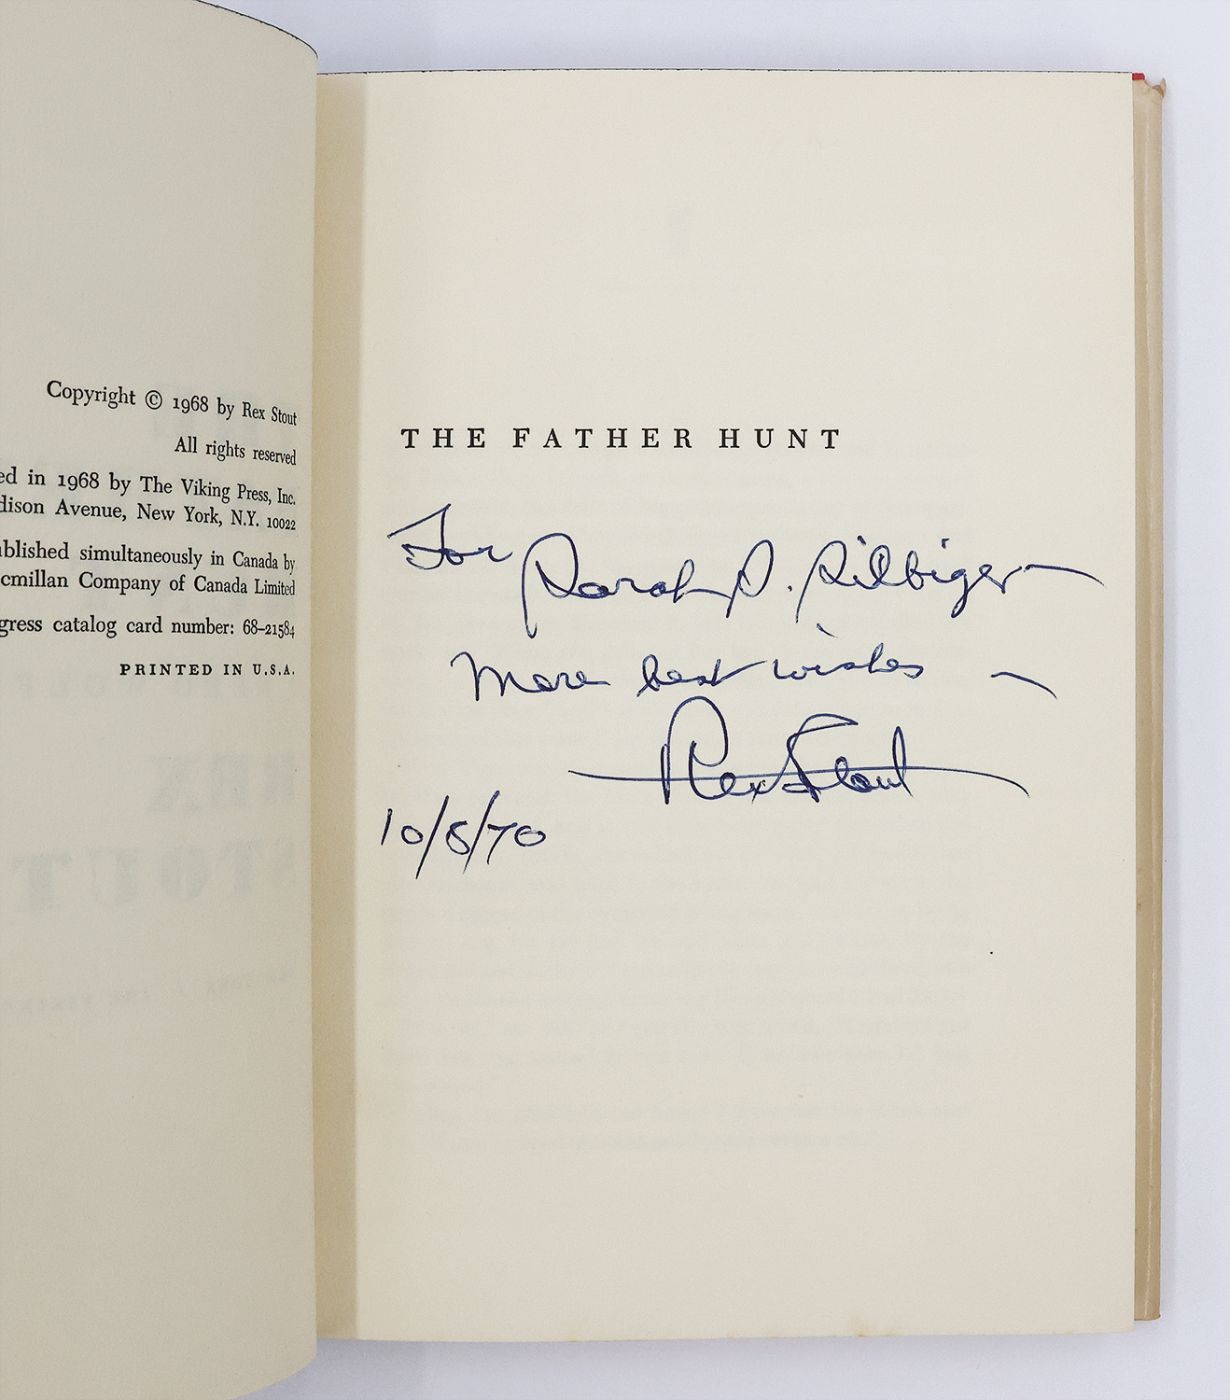 Copyright © 1968 by Rex Stout
All rights reserved
ed in 1968 by The Viking Press, Inc.
dison Avenue, New York, N.Y. 10022
blished simultaneously in Canada by
cmillan Company of Canada Limited
gress catalog card number: 68-21584
PRINTED IN U.S.A.
THE FATHER HUNT
For Sarah S. Silbiger —
More best wishes —
Rex Stout
10/8/70